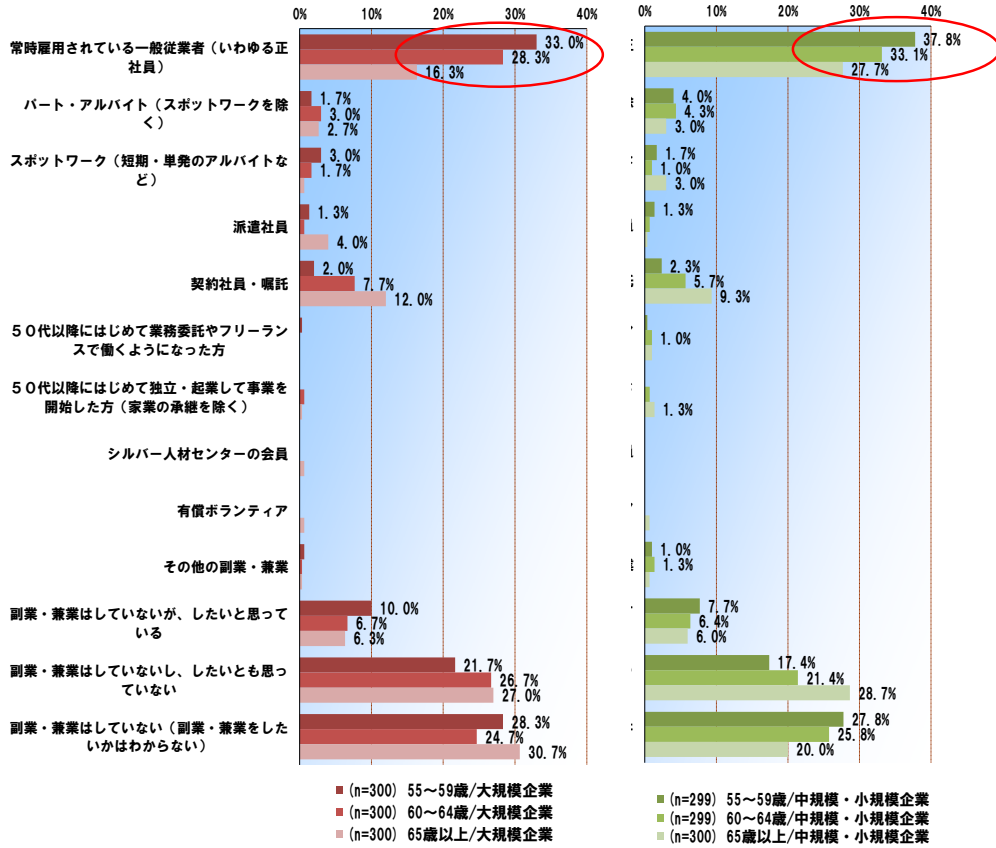 0% 10% 20% 30% 40%
0% 10% 20% 30% 40%
常時雇用されている一般従業者（いわゆる正
社員）
33.0%
28.3%
16.3%
37.8%
33.1%
27.7%
パート・アルバイト（スポットワークを除
く）
1.7%
3.0%
2.7%
4.0%
4.3%
3.0%
スポットワーク（短期・単発のアルバイトな
ど）
3.0%
1.7%
1.7%
1.0%
3.0%
派遣社員
1.3%
4.0%
1.3%
契約社員・嘱託
2.0%
7.7%
12.0%
2.3%
5.7%
9.3%
５０代以降にはじめて業務委託やフリーラン
スで働くようになった方
1.0%
５０代以降にはじめて独立・起業して事業を
開始した方（家業の承継を除く）
1.3%
シルバー人材センターの会員
有償ボランティア
その他の副業・兼業
1.0%
1.3%
副業・兼業はしていないが、したいと思って
いる
10.0%
6.7%
6.3%
7.7%
6.4%
6.0%
副業・兼業はしていないし、したいとも思っ
ていない
21.7%
26.7%
27.0%
17.4%
21.4%
28.7%
副業・兼業はしていない（副業・兼業をした
いかはわからない）
28.3%
24.7%
30.7%
27.8%
25.8%
20.0%
(n=300) 55～59歳/大規模企業
(n=300) 60～64歳/大規模企業
(n=300) 65歳以上/大規模企業
(n=299) 55～59歳/中規模・小規模企業
(n=299) 60～64歳/中規模・小規模企業
(n=300) 65歳以上/中規模・小規模企業